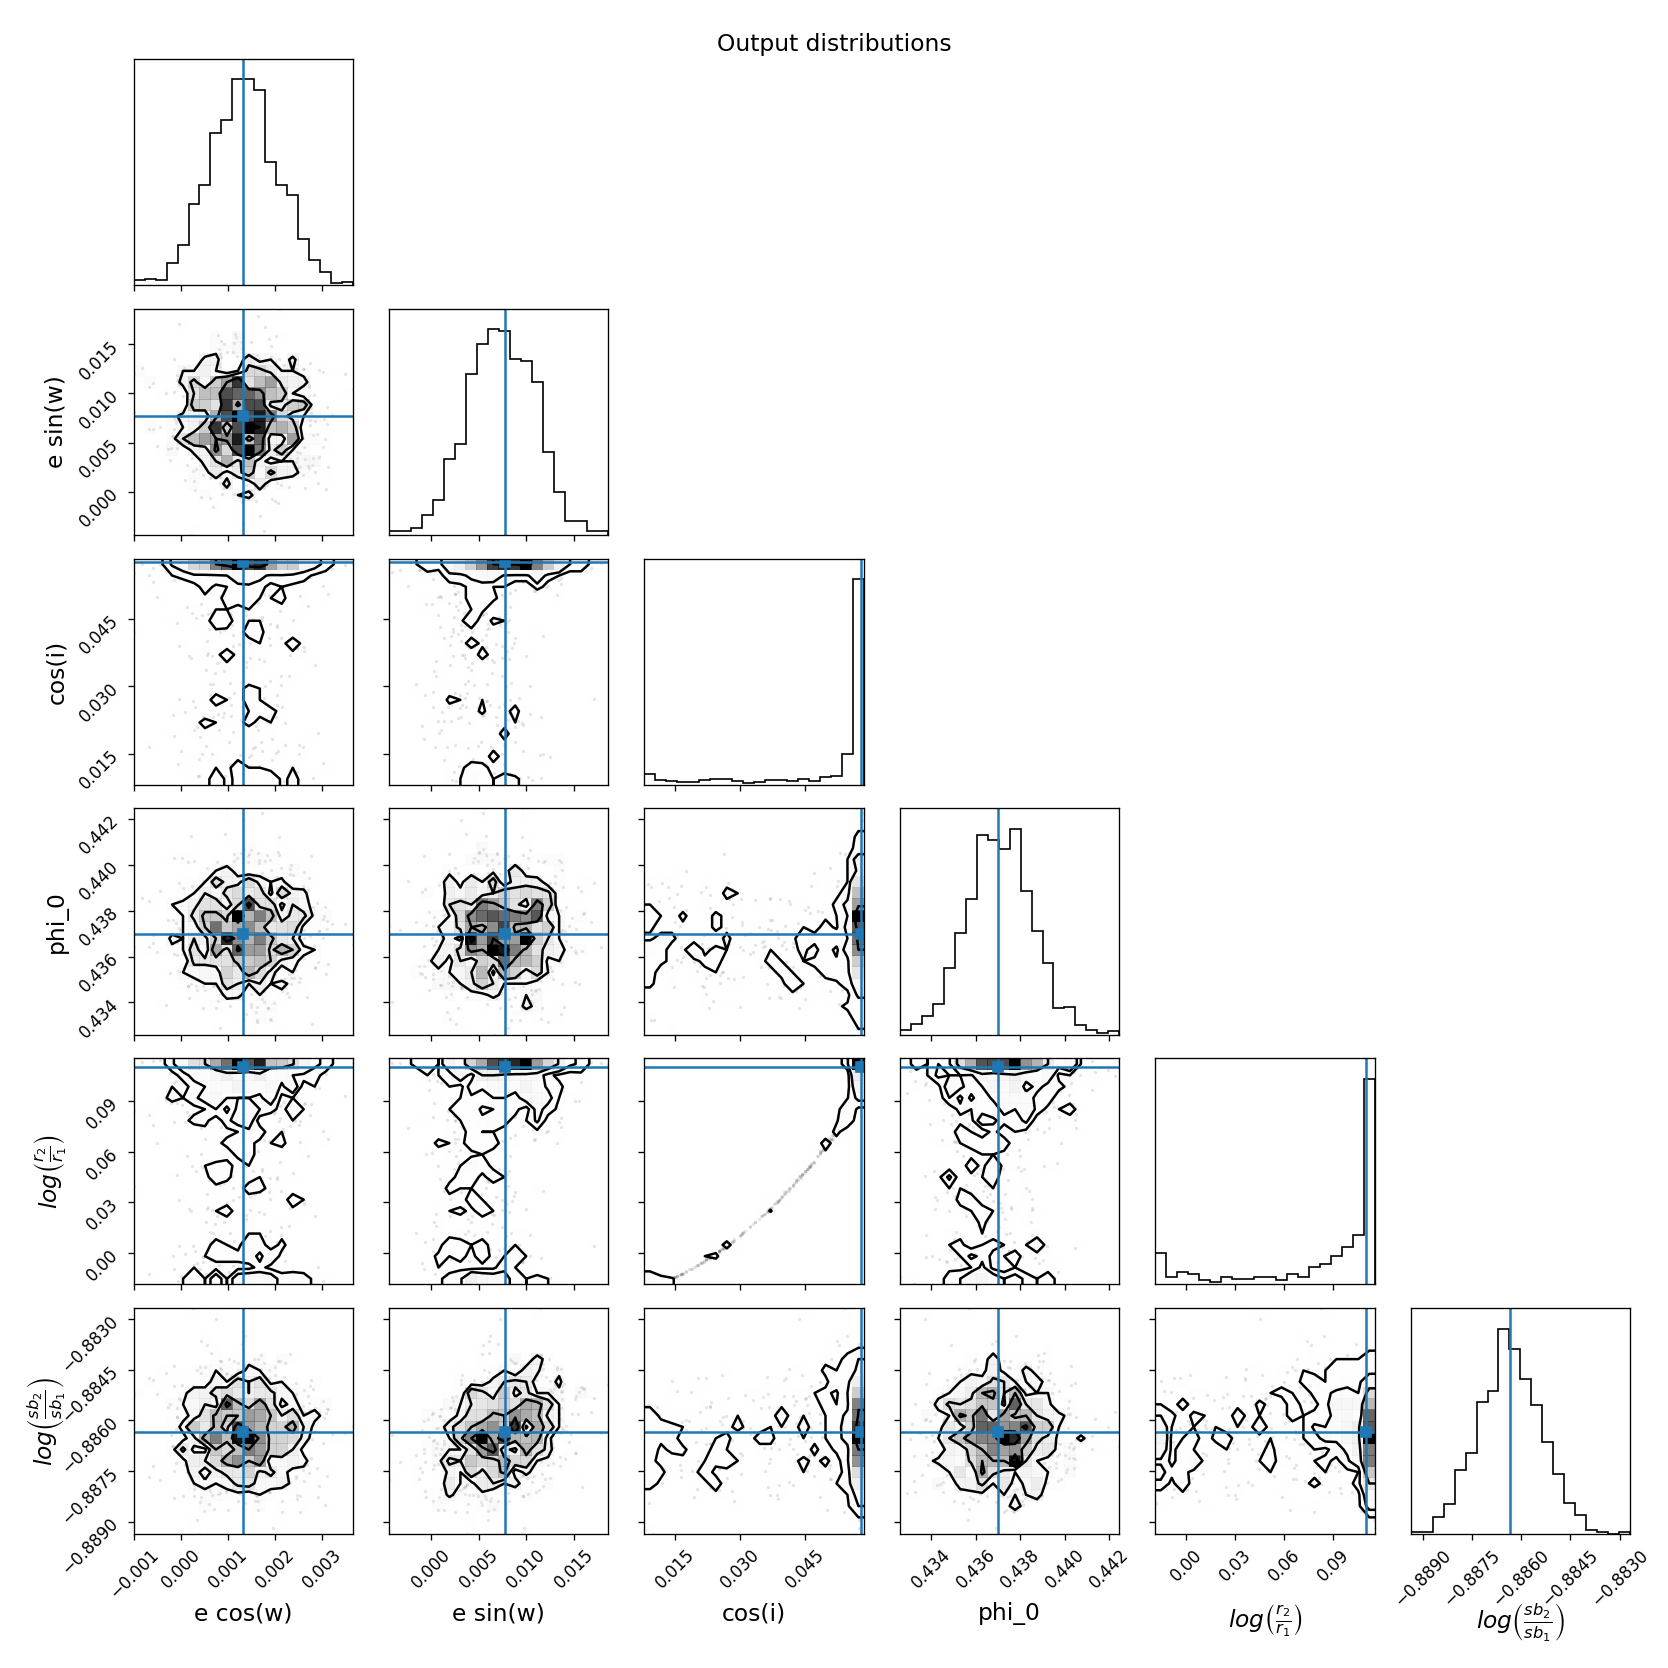 Output distributions
e sin(w)
0.015
0.010
0.005
0.000
cos(i)
0.045
0.030
0.015
phi_0
0.442
0.440
0.438
0.436
0.434
log(r₂/r₁)
0.09
0.06
0.03
0.00
log(sb₂/sb₁)
−0.8830
−0.8845
−0.8860
−0.8875
−0.8890
−0.001 0.000 0.001 0.002 0.003
0.000 0.005 0.010 0.015
0.015 0.030 0.045
0.434 0.436 0.438 0.440 0.442
0.00 0.03 0.06 0.09
−0.8890 −0.8875 −0.8860 −0.8845 −0.8830
e cos(w) e sin(w) cos(i) phi_0 log(r₂/r₁) log(sb₂/sb₁)